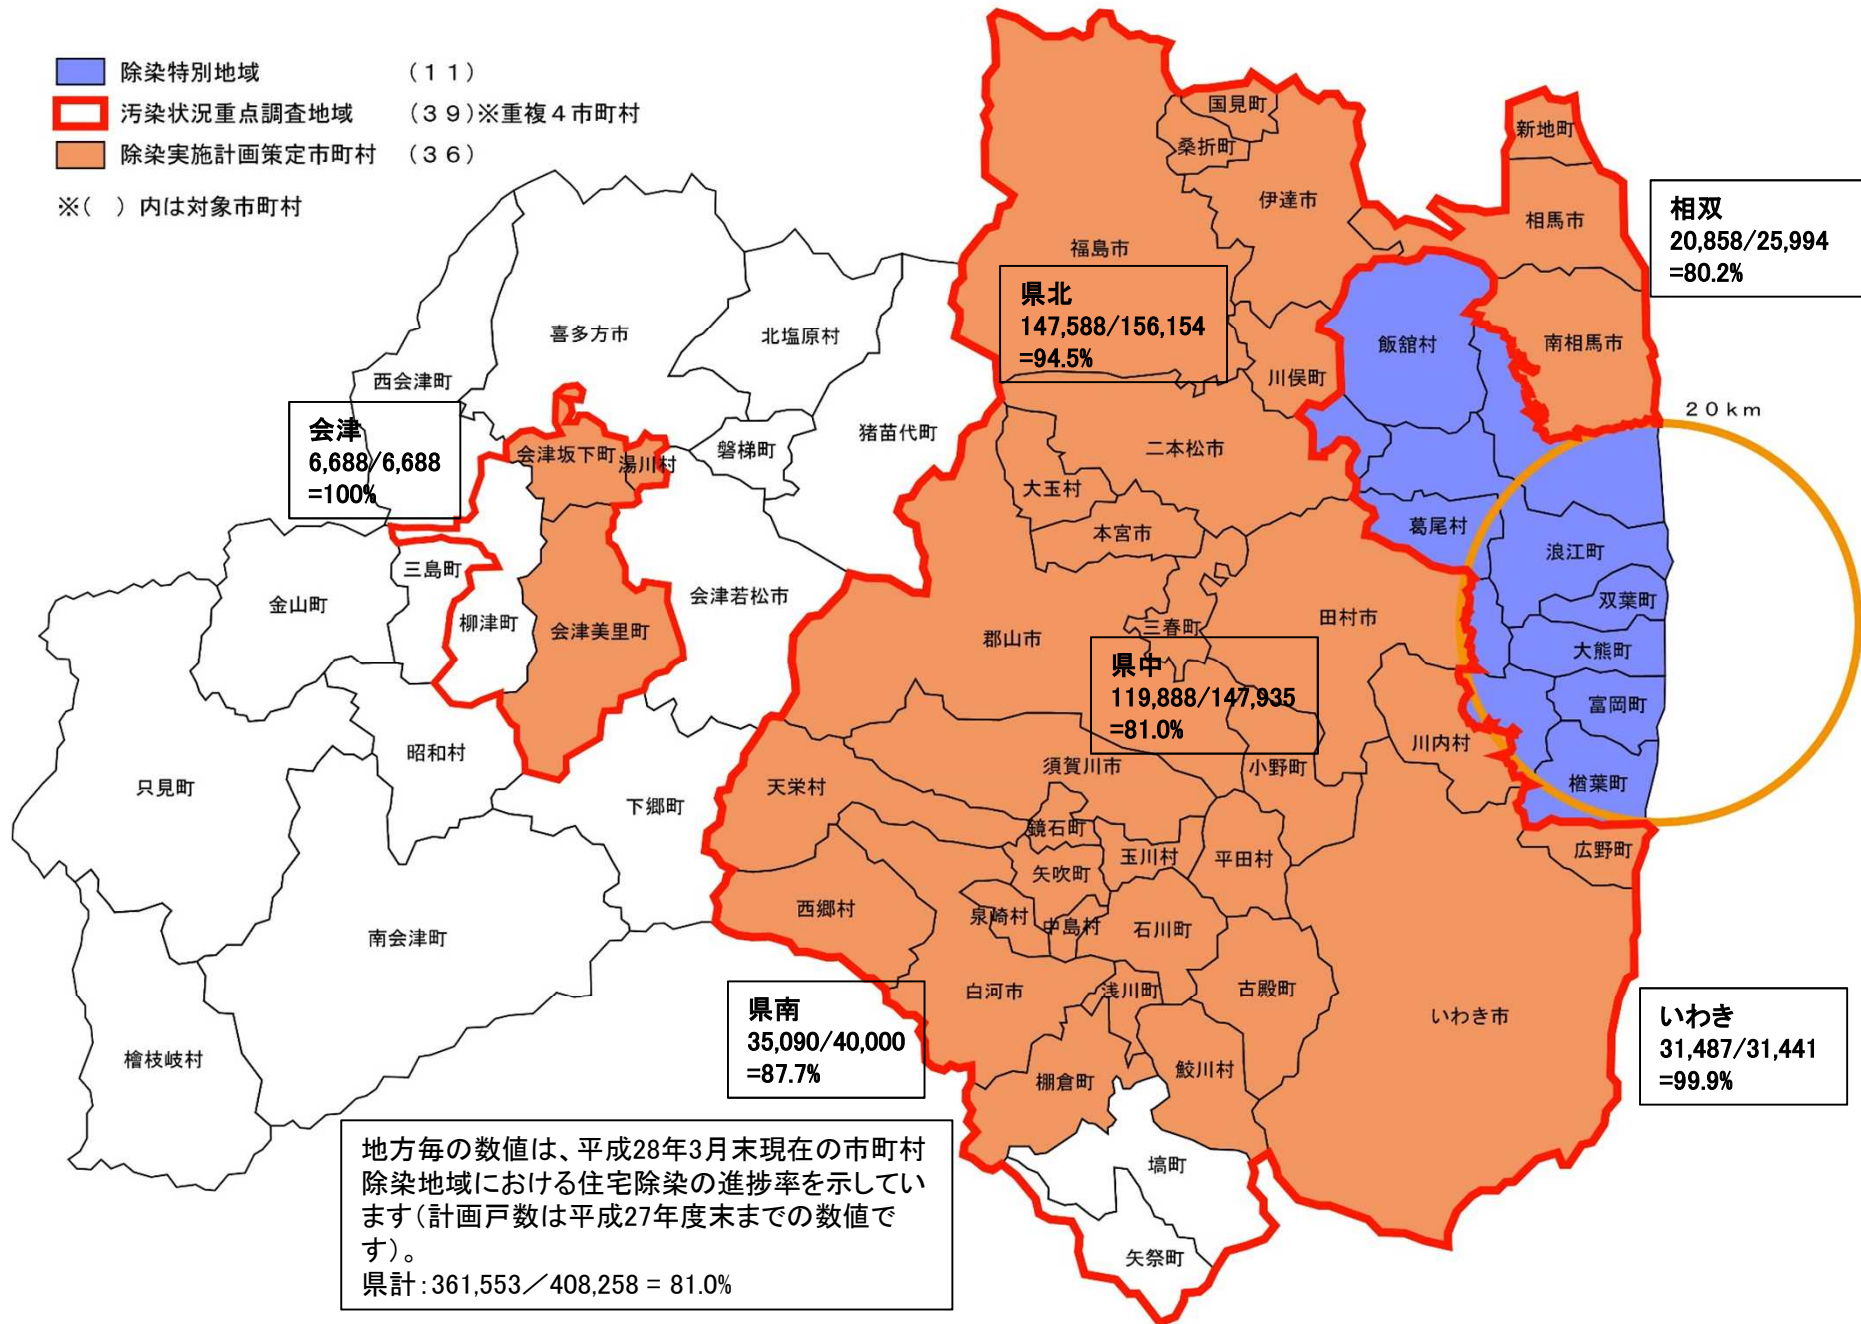 除染特別地域 (１１)
汚染状況重点調査地域 (３９)※重複４市町村
除染実施計画策定市町村 (３６)
※( ) 内は対象市町村
国見町
新地町
桑折町
伊達市
相馬市
福島市
相双
20,858/25,994
=80.2%
県北
147,588/156,154
=94.5%
喜多方市
北塩原村
飯舘村
南相馬市
西会津町
川俣町
２０ｋｍ
会津
6,688/6,688
=100%
猪苗代町
磐梯町
会津坂下町
湯川村
二本松市
大玉村
本宮市
葛尾村
浪江町
三島町
金山町
柳津町
会津美里町
会津若松市
郡山市
三春町
田村市
双葉町
大熊町
県中
119,888/147,935
=81.0%
富岡町
昭和村
川内村
須賀川市
小野町
只見町
天栄村
楢葉町
下郷町
鏡石町
玉川村
平田村
広野町
矢吹町
西郷村
泉崎村
中島村
石川町
南会津町
白河市
浅川町
古殿町
いわき市
県南
35,090/40,000
=87.7%
いわき
31,487/31,441
=99.9%
檜枝岐村
棚倉町
鮫川村
地方毎の数値は、平成28年3月末現在の市町村
除染地域における住宅除染の進捗率を示してい
ます(計画戸数は平成27年度末までの数値で
す)。
県計:361,553／408,258 = 81.0%
塙町
矢祭町